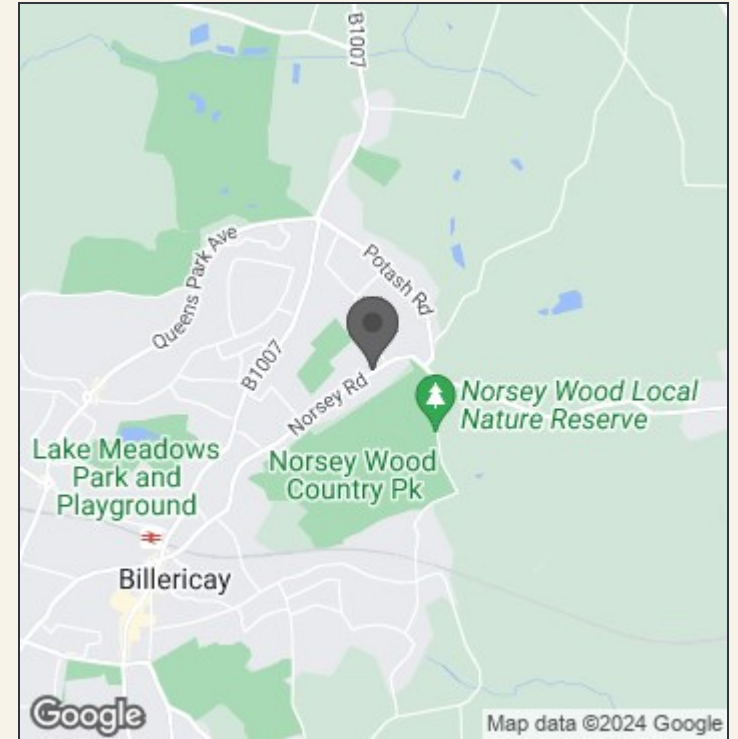 B1007
Queens Park Ave
Potash Rd
B1007
Norsey Rd
Norsey Wood Local
Nature Reserve
Lake Meadows
Park and
Playground
Norsey Wood
Country Pk
Billericay
Google
Map data ©2024 Google